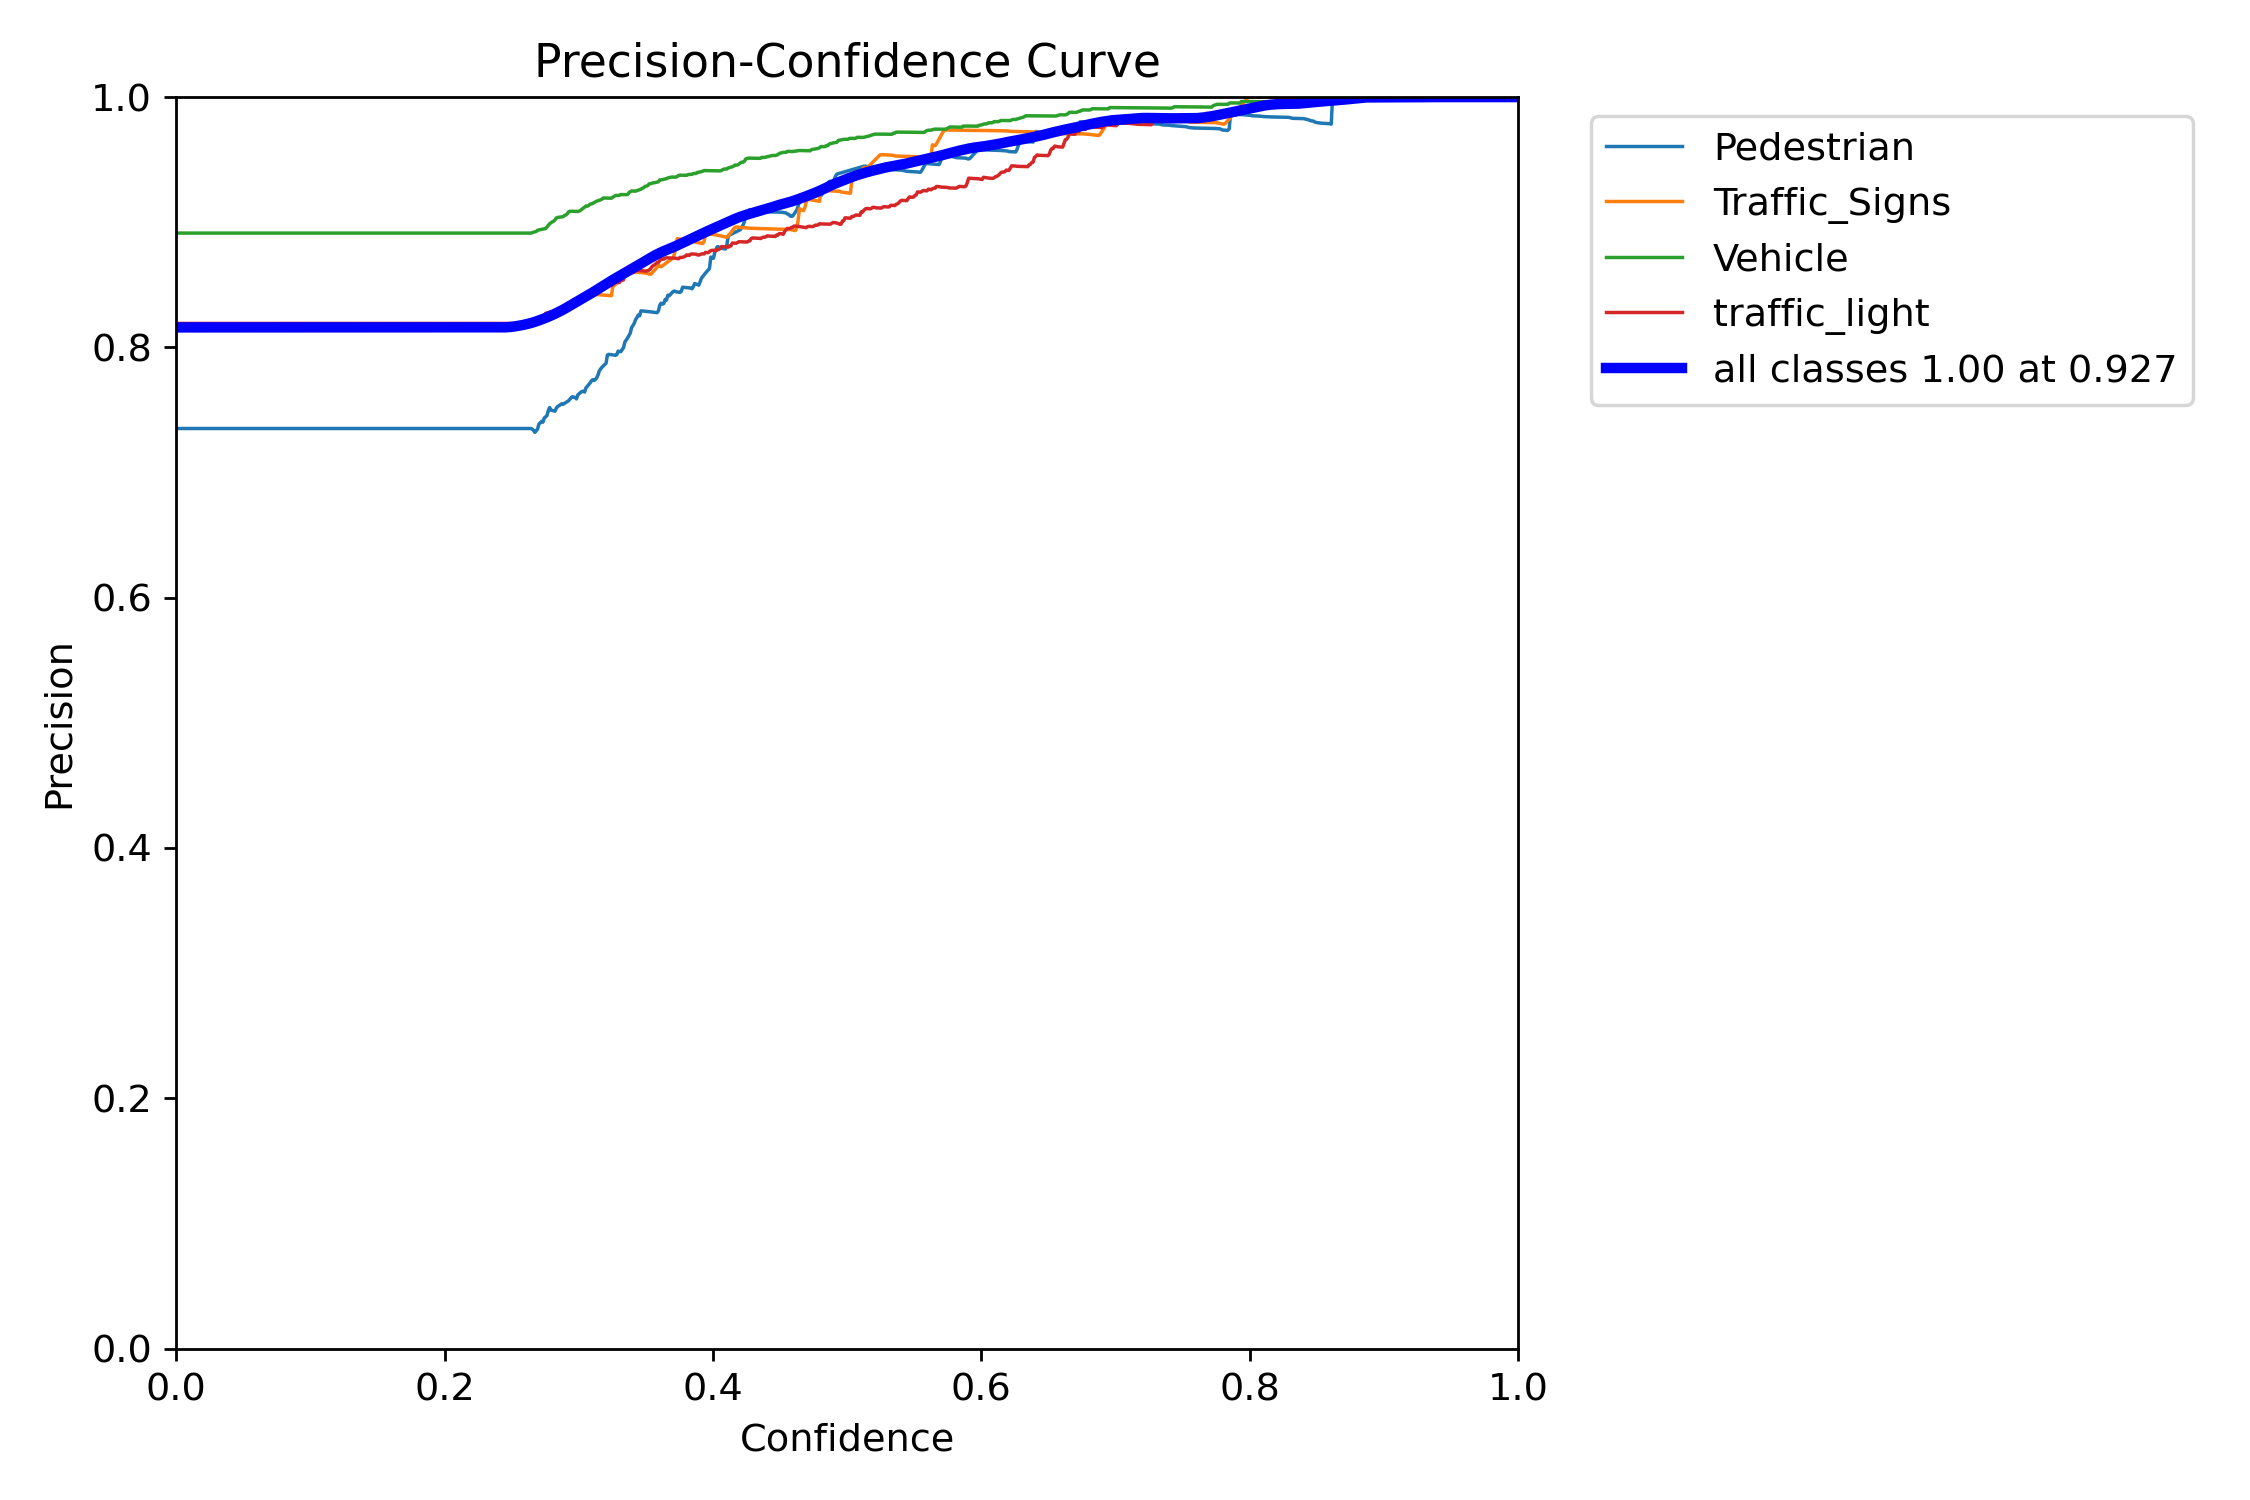 Precision-Confidence Curve
1.0
0.8
0.6
0.4
0.2
0.0
Precision
0.0 0.2 0.4 0.6 0.8 1.0
Confidence
Pedestrian
Traffic_Signs
Vehicle
traffic_light
all classes 1.00 at 0.927